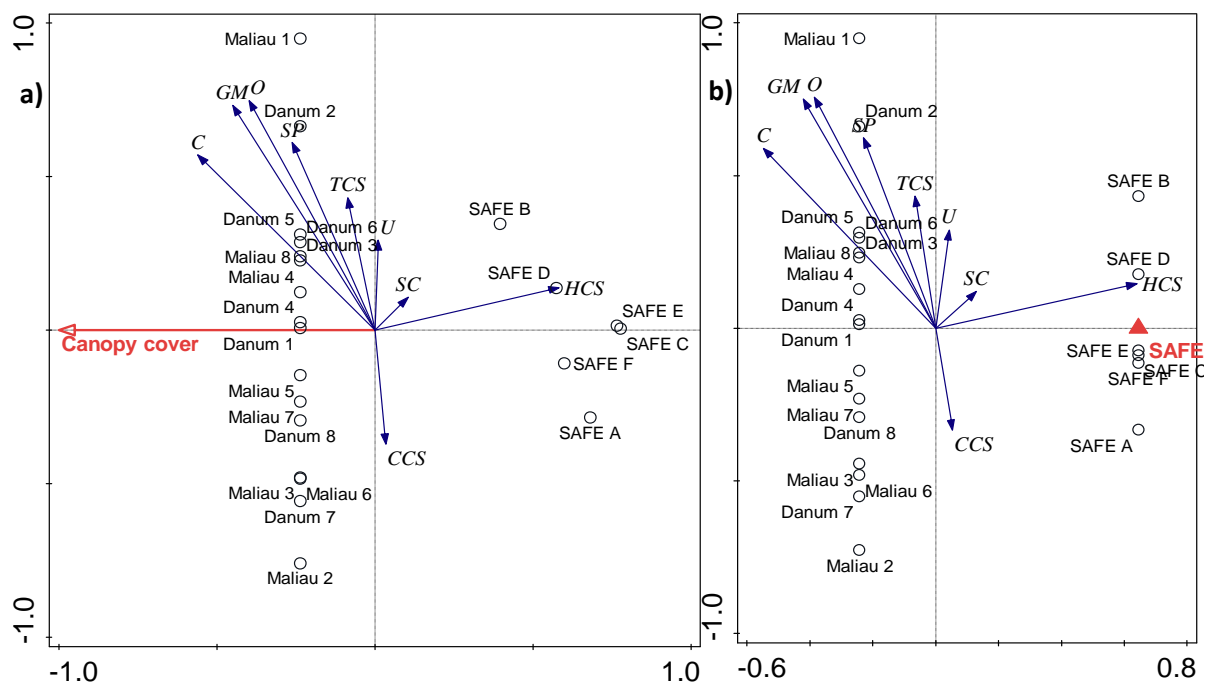 a)
1.0
Maliau 1
GM
O
Danum 2
SP
C
TCS
Danum 5
Danum 6
U
Danum 3
SAFE B
Maliau 8
Maliau 4
SAFE D
SC
HCS
Danum 4
SAFE E
Canopy cover
Danum 1
SAFE C
SAFE F
Maliau 5
Maliau 7
Danum 8
SAFE A
CCS
Maliau 3
Maliau 6
Danum 7
Maliau 2
-1.0
-1.0
1.0
b)
1.0
Maliau 1
GM
O
Danum 2
SP
C
TCS
SAFE B
Danum 5
Danum 6
U
Danum 3
Maliau 8
SAFE D
Maliau 4
SC
HCS
Danum 4
Danum 1
SAFE E
SAFE
SAFE C
SAFE F
Maliau 5
Maliau 7
Danum 8
CCS
SAFE A
Maliau 3
Maliau 6
Danum 7
Maliau 2
-1.0
-0.6
0.8